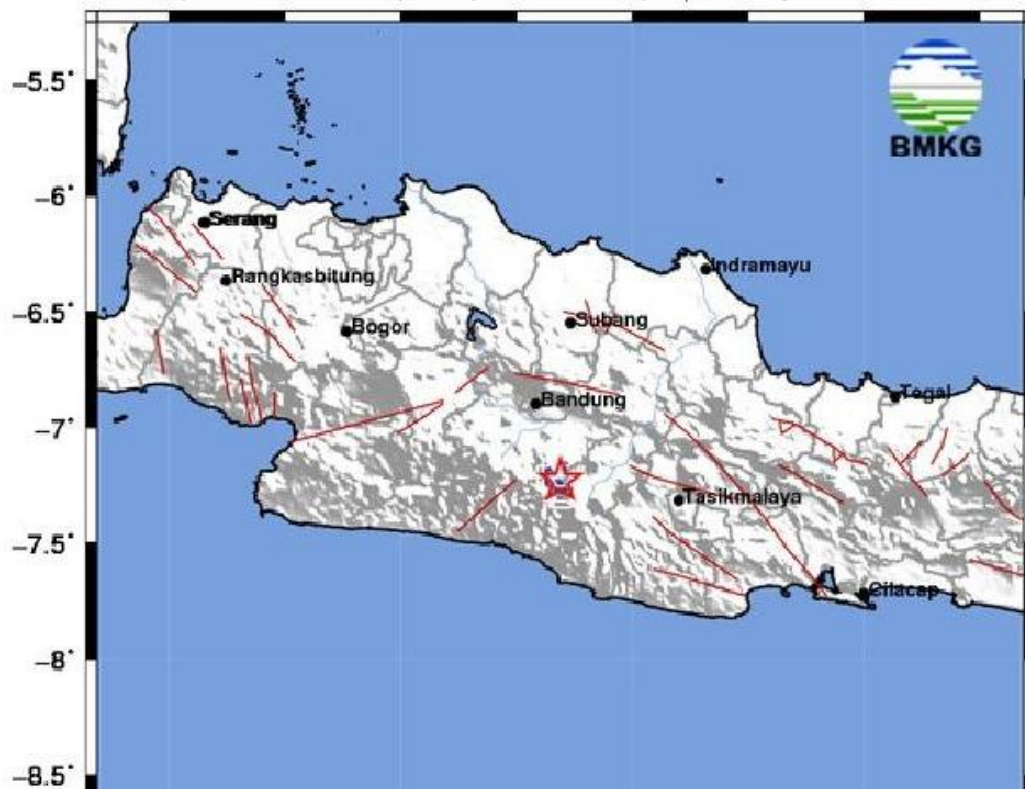 -5.5°
BMKG
-6°
Serang
Indramayu
Rangkasbitung
-6.5°
Subang
Bogor
Tegal
Bandung
-7°
Tasikmalaya
-7.5°
Cilacap
-8°
-8.5°